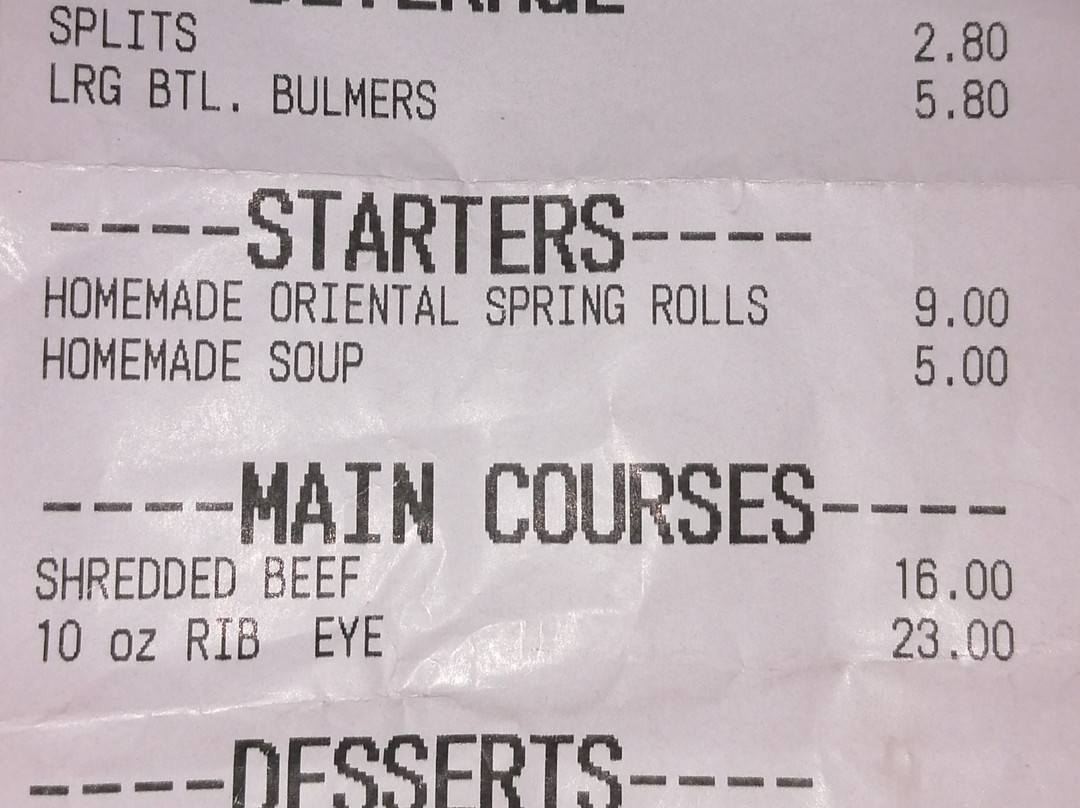 BEVERAGE
SPLITS 2.80
LRG BTL. BULMERS 5.80
----STARTERS----
HOMEMADE ORIENTAL SPRING ROLLS 9.00
HOMEMADE SOUP 5.00
----MAIN COURSES----
SHREDDED BEEF 16.00
10 oz RIB EYE 23.00
----DESSERTS----